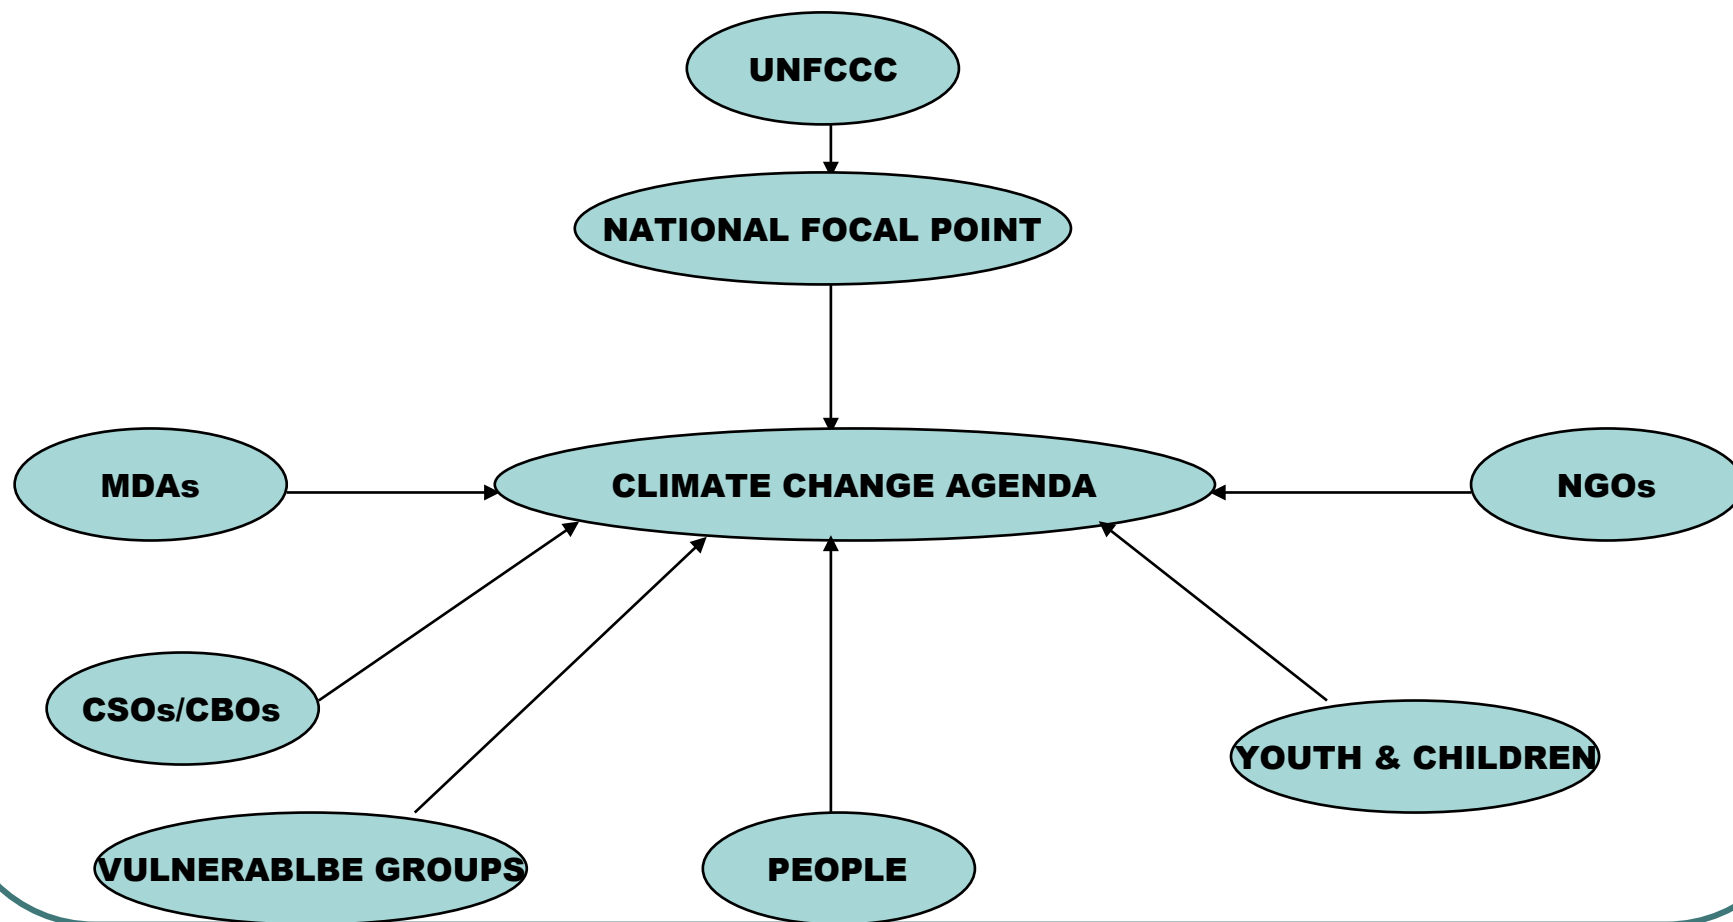 UNFCCC
NATIONAL FOCAL POINT
MDAs
CLIMATE CHANGE AGENDA
NGOs
CSOs/CBOs
YOUTH & CHILDREN
VULNERABLBE GROUPS
PEOPLE